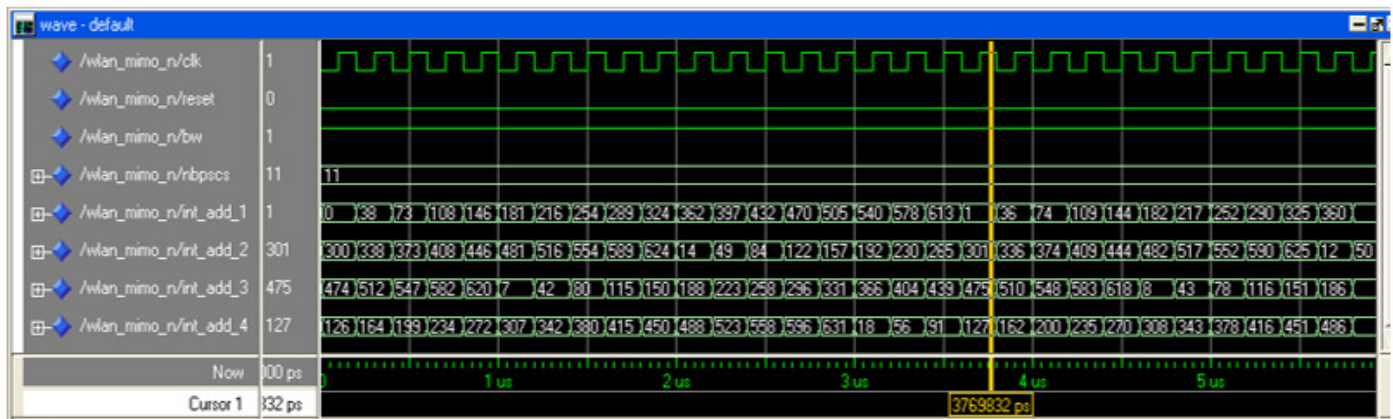 wave - default
/wlan_mimo_n/clk 1
/wlan_mimo_n/reset 0
/wlan_mimo_n/bw 1
/wlan_mimo_n/nbpscs 11 11
/wlan_mimo_n/int_add_1 1 0 38 73 108 146 181 216 254 289 324 362 397 432 470 505 540 578 613 1 36 74 109 144 182 217 252 290 325 360
/wlan_mimo_n/int_add_2 301 300 338 373 408 446 481 516 554 589 624 14 49 84 122 157 192 230 265 301 336 374 409 444 482 517 552 590 625 12 50
/wlan_mimo_n/int_add_3 475 474 512 547 582 620 7 42 80 115 150 188 223 258 296 331 366 404 439 475 510 548 583 618 8 43 78 116 151 186
/wlan_mimo_n/int_add_4 127 126 164 199 234 272 307 342 380 415 450 488 523 558 596 631 18 56 91 127 162 200 235 270 308 343 378 416 451 486
Now 000 ps 0 1 us 2 us 3 us 4 us 5 us
Cursor 1 832 ps 3769832 ps